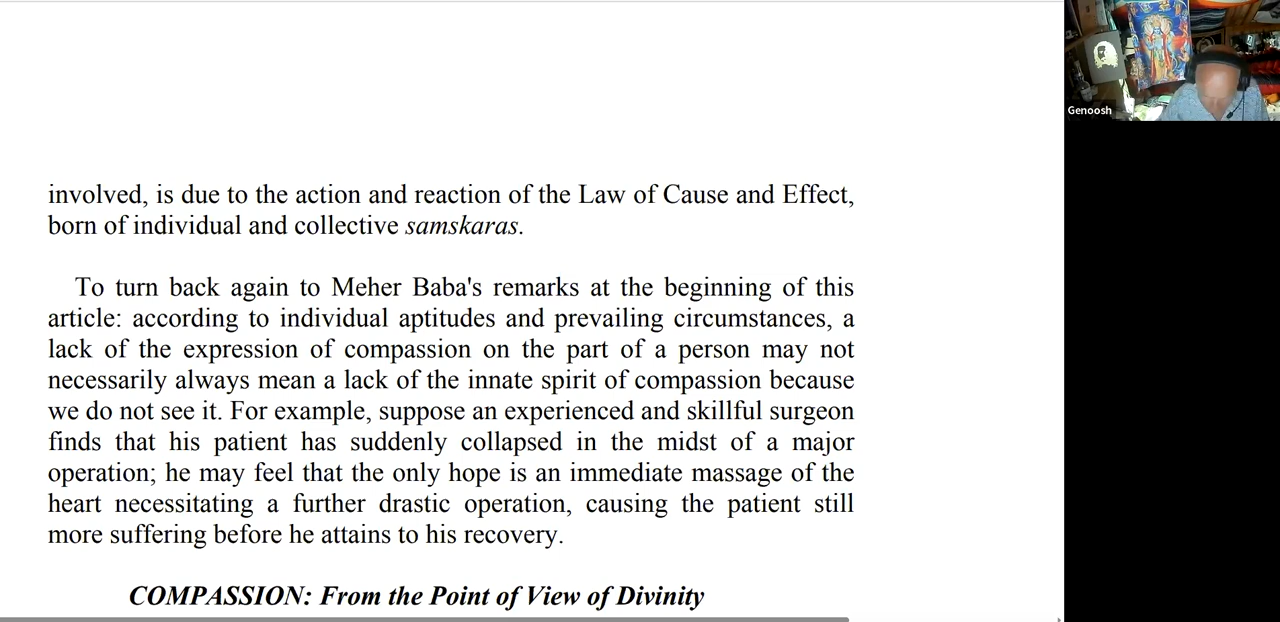 involved, is due to the action and reaction of the Law of Cause and Effect,
born of individual and collective samskaras.
To turn back again to Meher Baba's remarks at the beginning of this
article: according to individual aptitudes and prevailing circumstances, a
lack of the expression of compassion on the part of a person may not
necessarily always mean a lack of the innate spirit of compassion because
we do not see it. For example, suppose an experienced and skillful surgeon
finds that his patient has suddenly collapsed in the midst of a major
operation; he may feel that the only hope is an immediate massage of the
heart necessitating a further drastic operation, causing the patient still
more suffering before he attains to his recovery.
COMPASSION: From the Point of View of Divinity
Genoosh